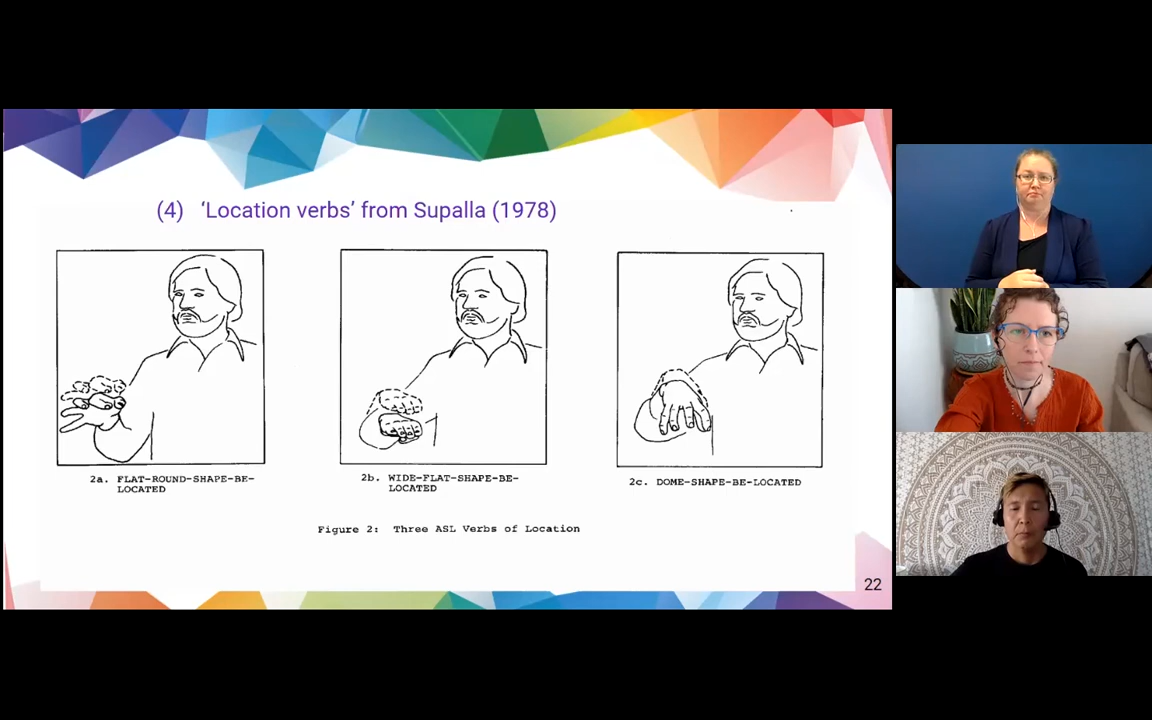 (4) ‘Location verbs’ from Supalla (1978)
2a. FLAT-ROUND-SHAPE-BE-
LOCATED
2b. WIDE-FLAT-SHAPE-BE-
LOCATED
2c. DOME-SHAPE-BE-LOCATED
Figure 2: Three ASL Verbs of Location
22